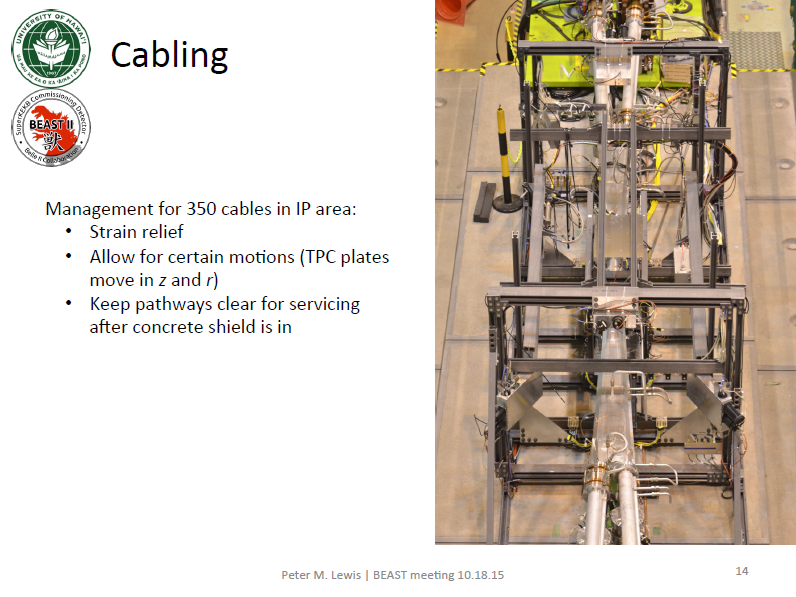 UNIVERSITY OF HAWAI'I
1907
Cabling
SuperKEKB Commissioning Detector
BEAST II
獣
Belle II Collaboration
Management for 350 cables in IP area:
• Strain relief
• Allow for certain motions (TPC plates
move in z and r)
• Keep pathways clear for servicing
after concrete shield is in
Peter M. Lewis | BEAST meeting 10.18.15
14